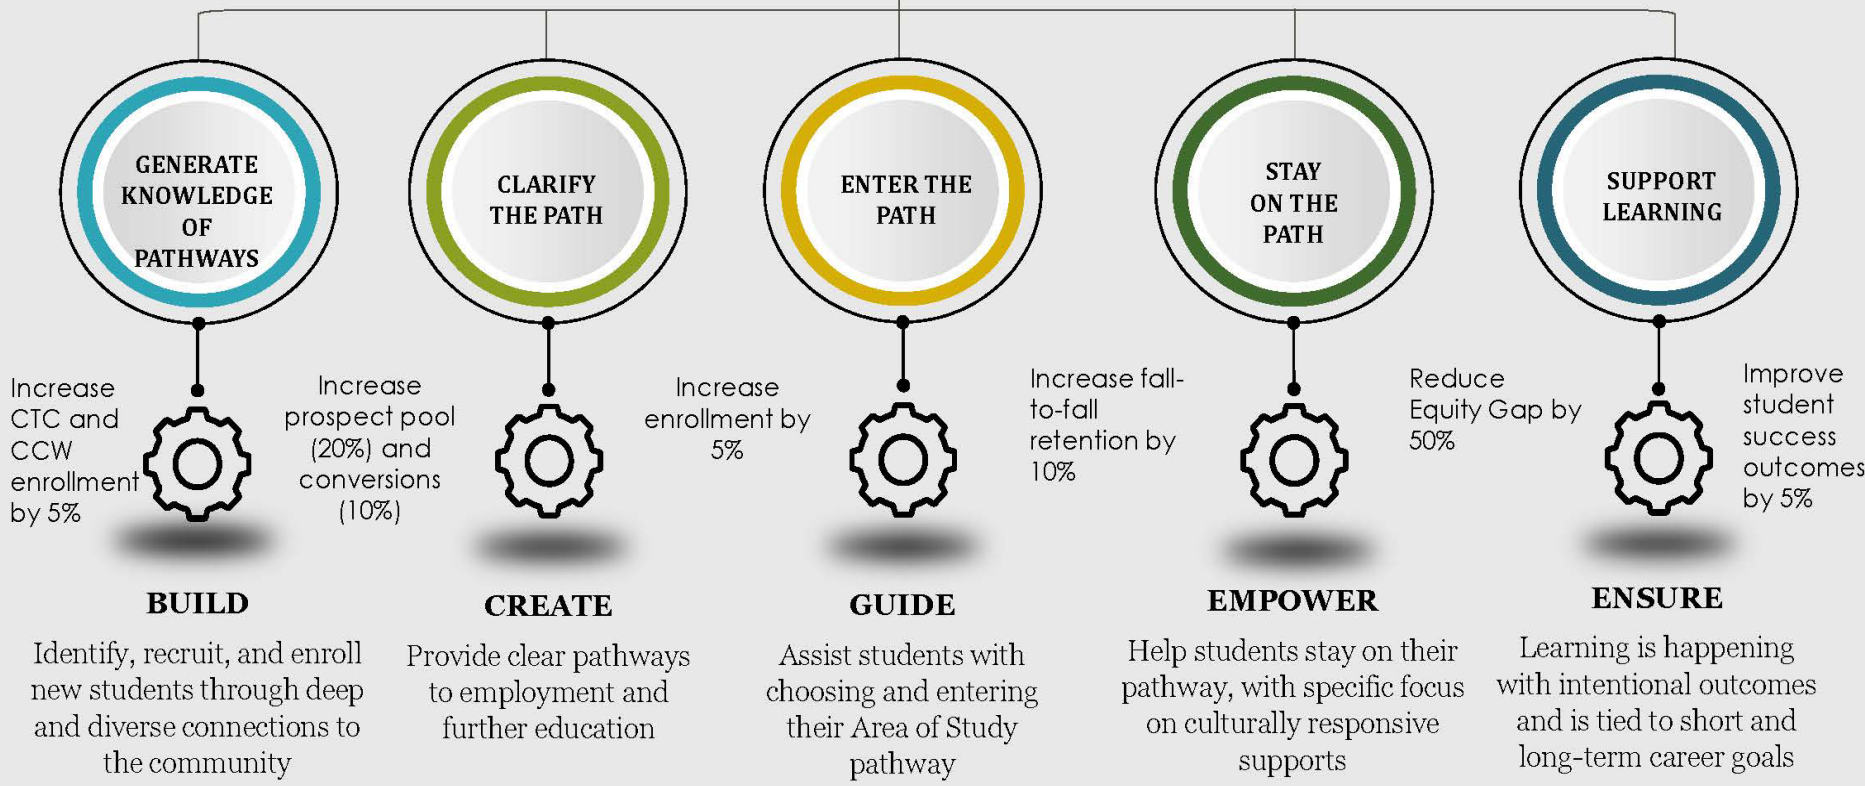 GENERATE
KNOWLEDGE
OF
PATHWAYS
CLARIFY
THE PATH
ENTER THE
PATH
STAY
ON THE
PATH
SUPPORT
LEARNING
Increase
CTC and
CCW
enrollment
by 5%
Increase
prospect pool
(20%) and
conversions
(10%)
Increase
enrollment by
5%
Increase fall-
to-fall
retention by
10%
Reduce
Equity Gap by
50%
Improve
student
success
outcomes
by 5%
BUILD
Identify, recruit, and enroll
new students through deep
and diverse connections to
the community
CREATE
Provide clear pathways
to employment and
further education
GUIDE
Assist students with
choosing and entering
their Area of Study
pathway
EMPOWER
Help students stay on their
pathway, with specific focus
on culturally responsive
supports
ENSURE
Learning is happening
with intentional outcomes
and is tied to short and
long-term career goals